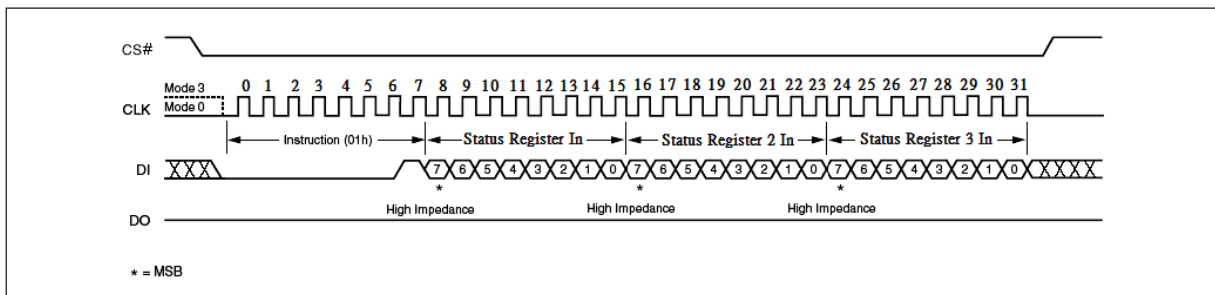 CS#
Mode 3
0 1 2 3 4 5 6 7 8 9 10 11 12 13 14 15 16 17 18 19 20 21 22 23 24 25 26 27 28 29 30 31
CLK Mode 0
Instruction (01h) Status Register In Status Register 2 In Status Register 3 In
DI 7 6 5 4 3 2 1 0 7 6 5 4 3 2 1 0 7 6 5 4 3 2 1 0
* * *
High Impedance High Impedance High Impedance
DO
* = MSB